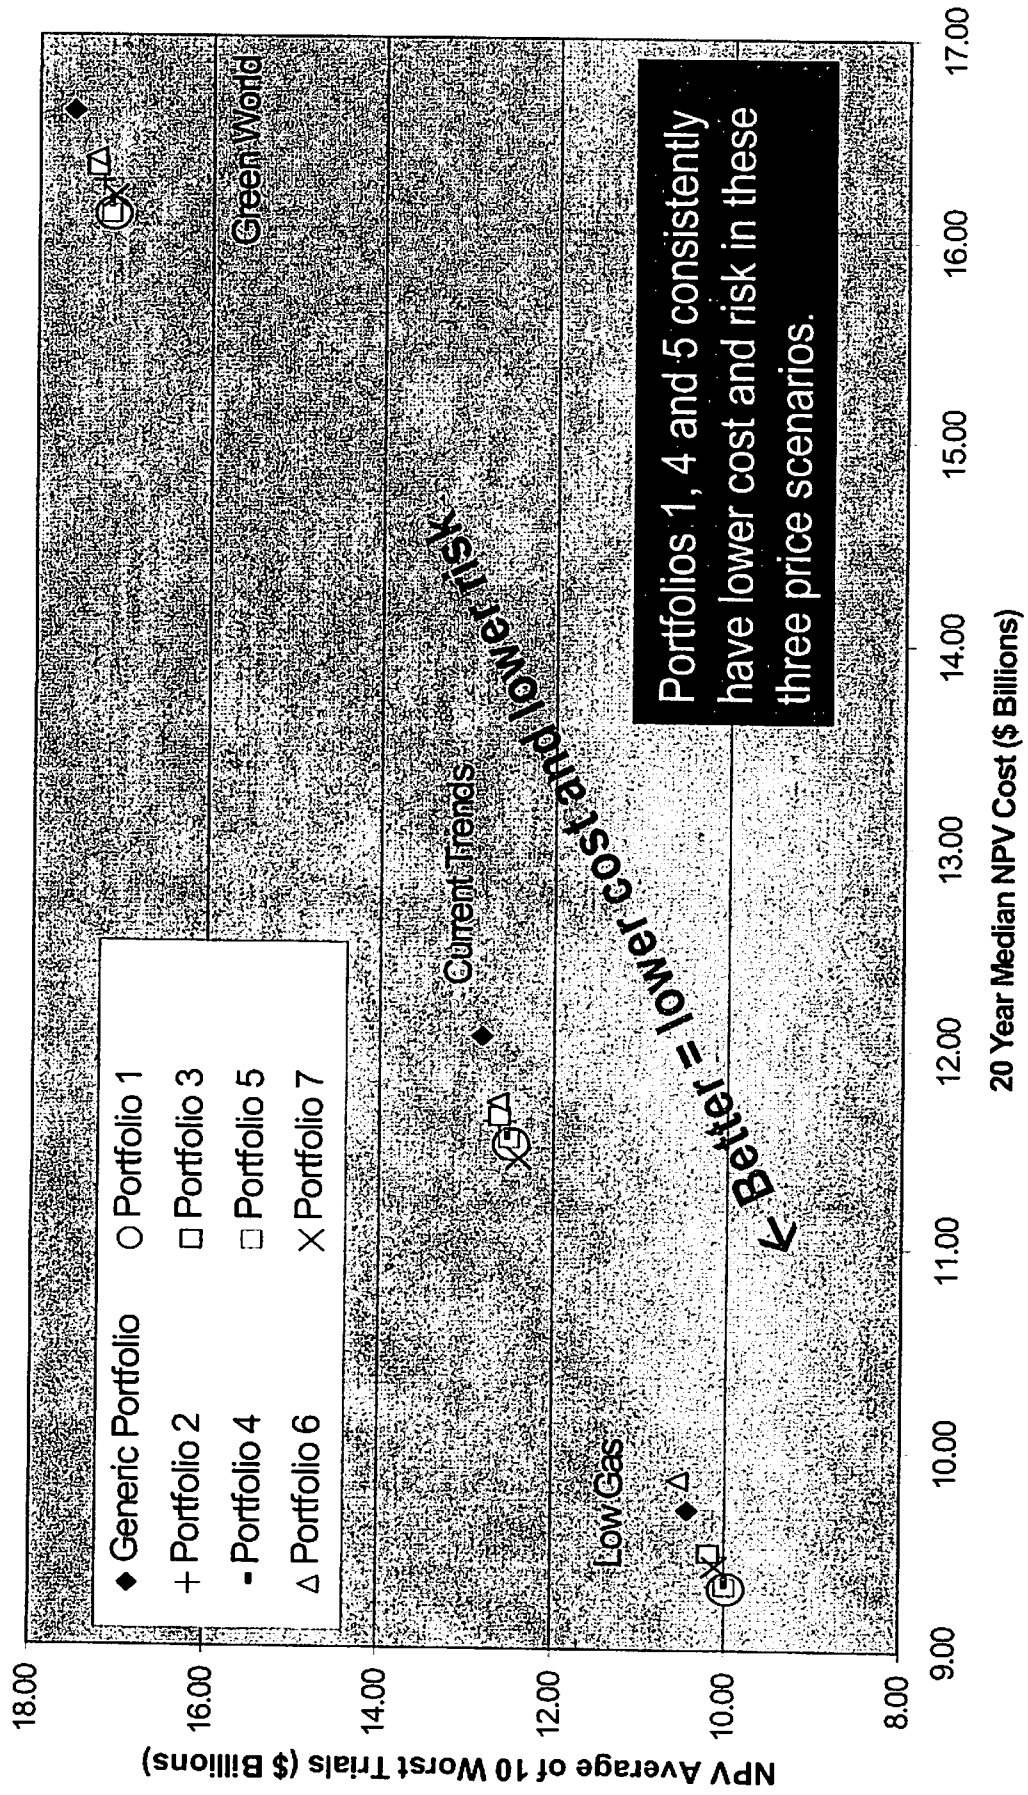 NPV Average of 10 Worst Trials ($ Billions)
18.00
16.00
14.00
12.00
10.00
8.00
Generic Portfolio
Portfolio 1
Portfolio 2
Portfolio 3
Portfolio 4
Portfolio 5
Portfolio 6
Portfolio 7
Green World
Current Trends
Low Gas
Better = lower cost and lower risk
Portfolios 1, 4 and 5 consistently
have lower cost and risk in these
three price scenarios.
9.00
10.00
11.00
12.00
13.00
14.00
15.00
16.00
17.00
20 Year Median NPV Cost ($ Billions)